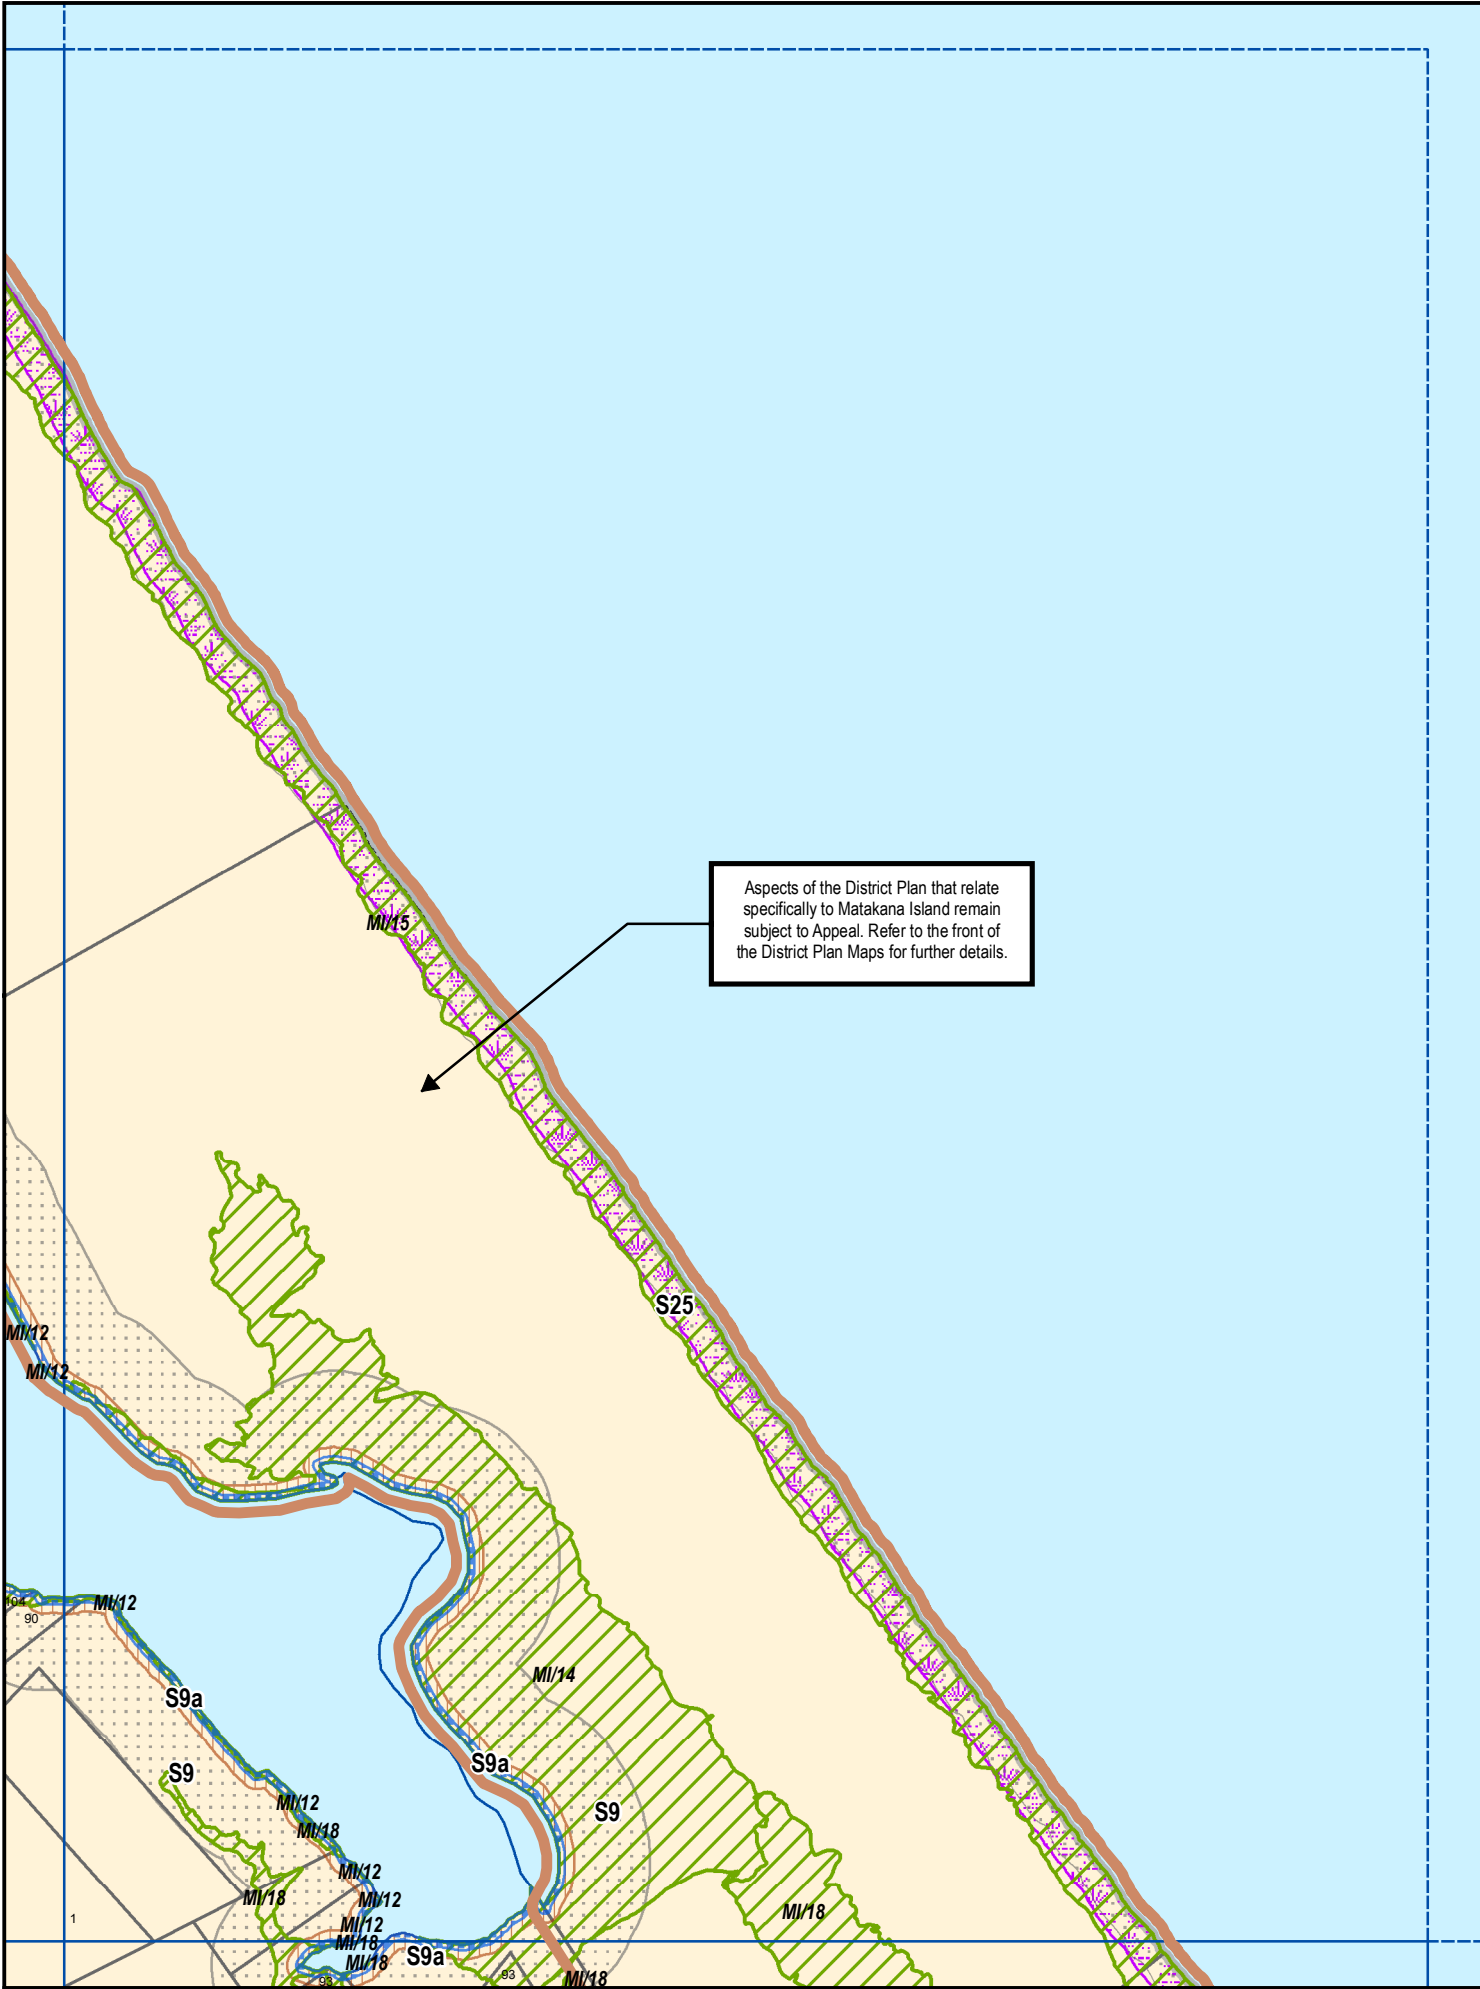 Aspects of the District Plan that relate
specifically to Matakana Island remain
subject to Appeal. Refer to the front of
the District Plan Maps for further details.
MI/15
S25
MI/12
MI/12
104
90
MI/12
MI/14
S9a
S9a
S9
MI/12
S9
MI/18
MI/12
MI/18
MI/12
MI/18
1
MI/12
MI/18
S9a
MI/18
93
93
MI/18